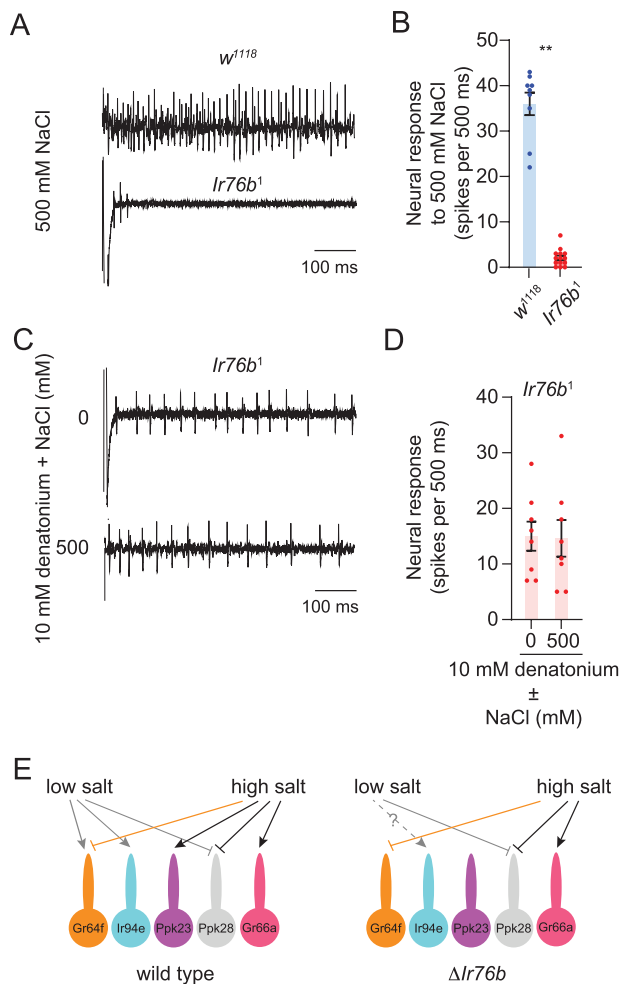 A
w1118
500 mM NaCl
Ir76b1
100 ms
B
**
Neural response
to 500 mM NaCl
(spikes per 500 ms)
50
40
30
20
10
0
w1118
Ir76b1
C
10 mM denatonium + NaCl (mM)
Ir76b1
0
500
100 ms
D
Ir76b1
Neural response
(spikes per 500 ms)
40
30
20
10
0
0 500
10 mM denatonium
±
NaCl (mM)
E
low salt high salt
Gr64f Ir94e Ppk23 Ppk28 Gr66a
wild type
low salt high salt
?
Gr64f Ir94e Ppk23 Ppk28 Gr66a
ΔIr76b